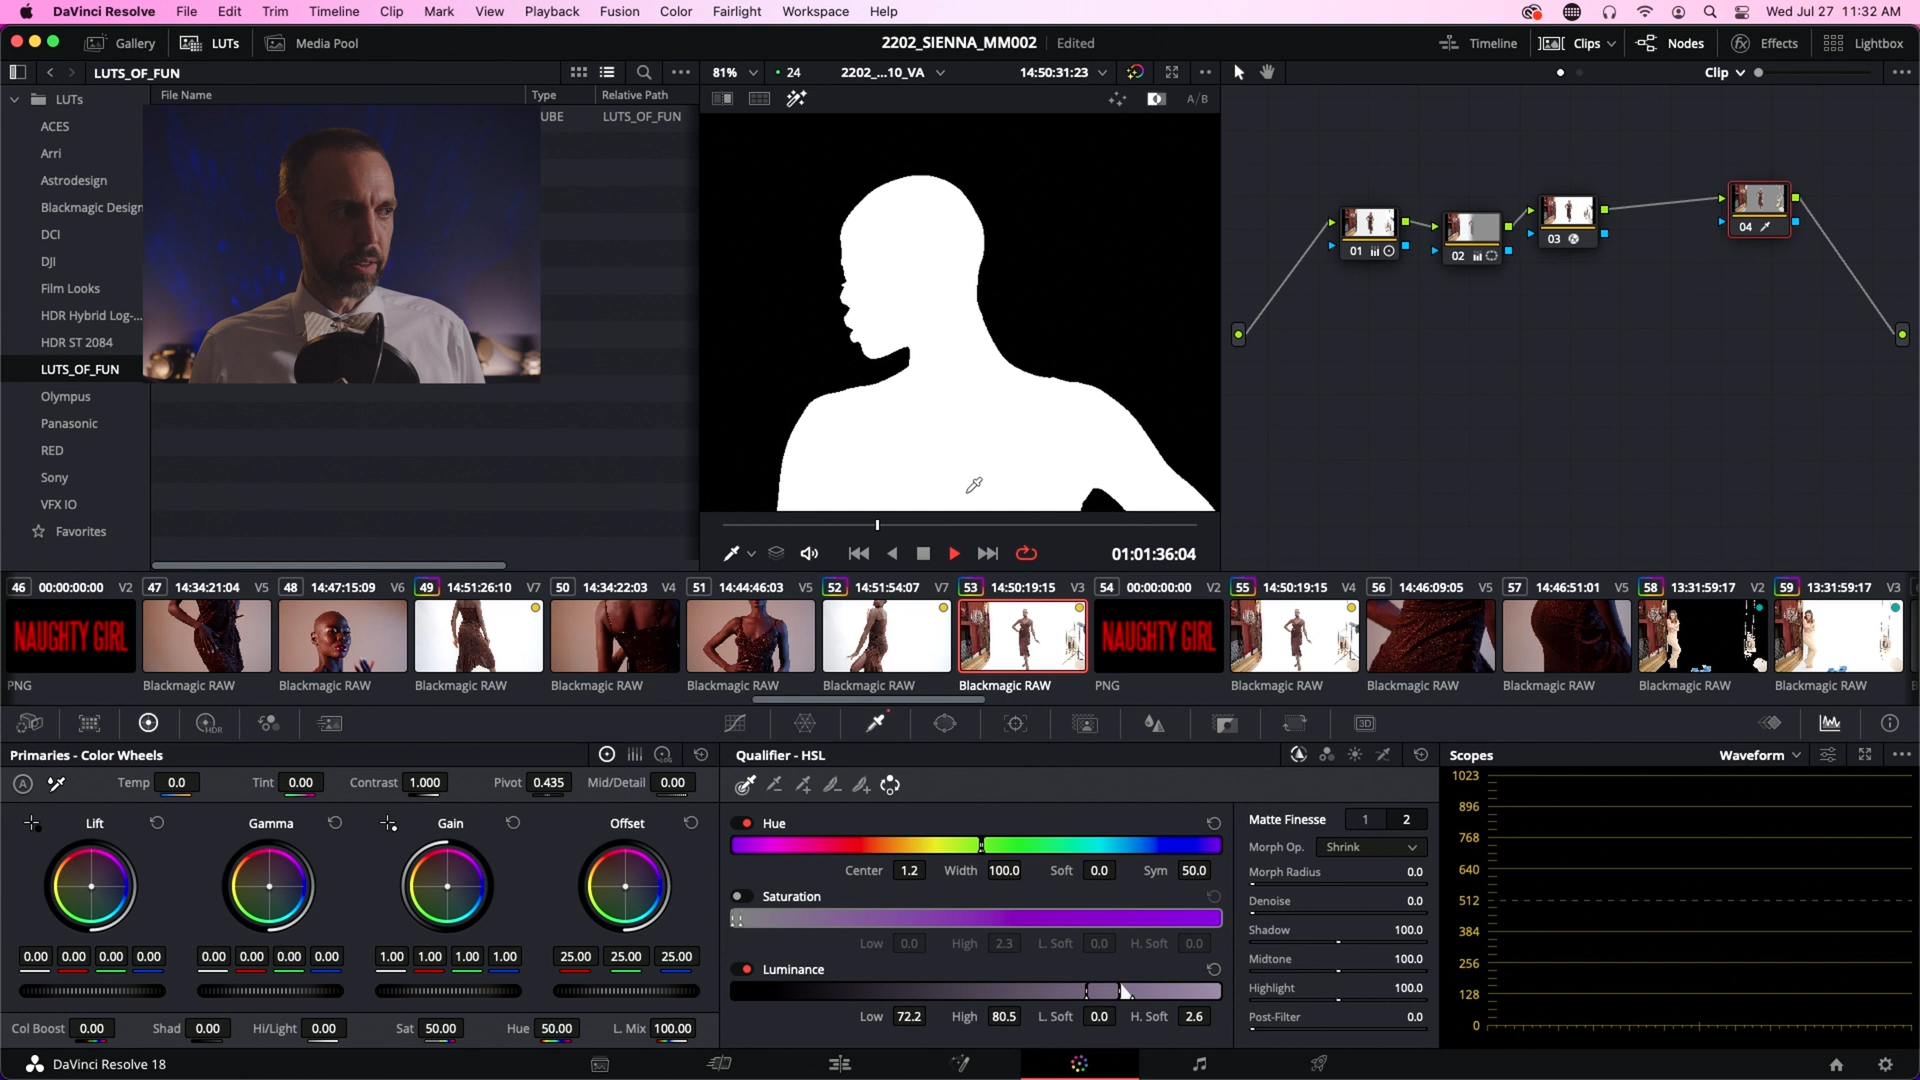 DaVinci Resolve File Edit Trim Timeline Clip Mark View Playback Fusion Color Fairlight Workspace Help Wed Jul 27 11:32 AM
Gallery LUTs Media Pool 2202_SIENNA_MM002 Edited Timeline Clips Nodes Effects Lightbox
LUTS_OF_FUN 81% 24 2202_...10_VA 14:50:31:23 Clip
LUTs File Name Type Relative Path
A/B
UBE LUTS_OF_FUN
ACES
Arri
Astrodesign
Blackmagic Design
DCI
DJI
Film Looks
HDR Hybrid Log-...
HDR ST 2084
LUTS_OF_FUN
Olympus
Panasonic
RED
Sony
VFX IO
Favorites
01 02 03 04
01:01:36:04
46 00:00:00:00 V2 47 14:34:21:04 V5 48 14:47:15:09 V6 49 14:51:26:10 V7 50 14:34:22:03 V4 51 14:44:46:03 V5 52 14:51:54:07 V7 53 14:50:19:15 V3 54 00:00:00:00 V2 55 14:50:19:15 V4 56 14:46:09:05 V5 57 14:46:51:01 V5 58 13:31:59:17 V2 59 13:31:59:17 V3
NAUGHTY GIRL NAUGHTY GIRL
PNG Blackmagic RAW Blackmagic RAW Blackmagic RAW Blackmagic RAW Blackmagic RAW Blackmagic RAW Blackmagic RAW PNG Blackmagic RAW Blackmagic RAW Blackmagic RAW Blackmagic RAW Blackmagic RAW
HDR 3D
Primaries - Color Wheels LOG Qualifier - HSL Scopes Waveform
A Temp 0.0 Tint 0.00 Contrast 1.000 Pivot 0.435 Mid/Detail 0.00
Lift Gamma Gain Offset
0.00 0.00 0.00 0.00 0.00 0.00 0.00 0.00 1.00 1.00 1.00 1.00 25.00 25.00 25.00
Col Boost 0.00 Shad 0.00 Hi/Light 0.00 Sat 50.00 Hue 50.00 L. Mix 100.00
Hue
Center 1.2 Width 100.0 Soft 0.0 Sym 50.0
Saturation
Low 0.0 High 2.3 L. Soft 0.0 H. Soft 0.0
Luminance
Low 72.2 High 80.5 L. Soft 0.0 H. Soft 2.6
Matte Finesse 1 2
Morph Op. Shrink
Morph Radius 0.0
Denoise 0.0
Shadow 100.0
Midtone 100.0
Highlight 100.0
Post-Filter 0.0
1023
896
768
640
512
384
256
128
0
DaVinci Resolve 18